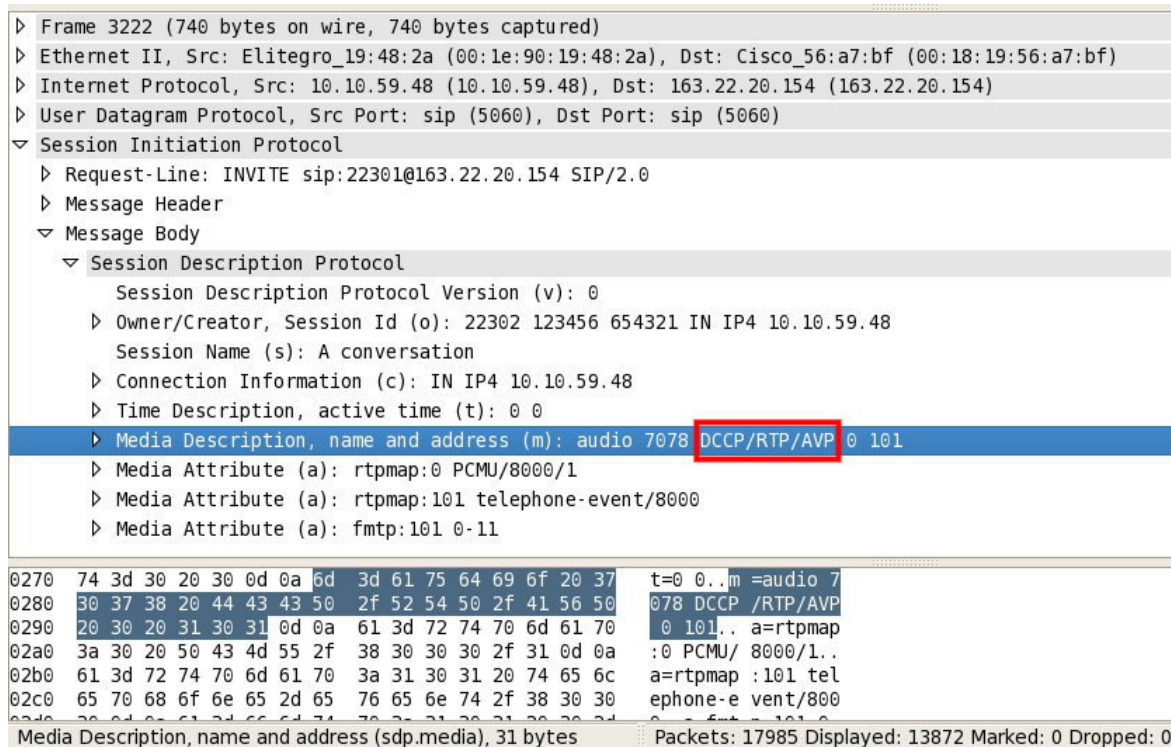 Frame 3222 (740 bytes on wire, 740 bytes captured)
Ethernet II, Src: Elitegro_19:48:2a (00:1e:90:19:48:2a), Dst: Cisco_56:a7:bf (00:18:19:56:a7:bf)
Internet Protocol, Src: 10.10.59.48 (10.10.59.48), Dst: 163.22.20.154 (163.22.20.154)
User Datagram Protocol, Src Port: sip (5060), Dst Port: sip (5060)
Session Initiation Protocol
Request-Line: INVITE sip:22301@163.22.20.154 SIP/2.0
Message Header
Message Body
Session Description Protocol
Session Description Protocol Version (v): 0
Owner/Creator, Session Id (o): 22302 123456 654321 IN IP4 10.10.59.48
Session Name (s): A conversation
Connection Information (c): IN IP4 10.10.59.48
Time Description, active time (t): 0 0
Media Description, name and address (m): audio 7078 DCCP/RTP/AVP 0 101
Media Attribute (a): rtpmap:0 PCMU/8000/1
Media Attribute (a): rtpmap:101 telephone-event/8000
Media Attribute (a): fmtp:101 0-11
0270 74 3d 30 20 30 0d 0a 6d 3d 61 75 64 69 6f 20 37 t=0 0..m =audio 7
0280 30 37 38 20 44 43 43 50 2f 52 54 50 2f 41 56 50 078 DCCP /RTP/AVP
0290 20 30 20 31 30 31 0d 0a 61 3d 72 74 70 6d 61 70 0 101.. a=rtpmap
02a0 3a 30 20 50 43 4d 55 2f 38 30 30 30 2f 31 0d 0a :0 PCMU/ 8000/1..
02b0 61 3d 72 74 70 6d 61 70 3a 31 30 31 20 74 65 6c a=rtpmap :101 tel
02c0 65 70 68 6f 6e 65 2d 65 76 65 6e 74 2f 38 30 30 ephone-e vent/800
Media Description, name and address (sdp.media), 31 bytes Packets: 17985 Displayed: 13872 Marked: 0 Dropped: 0